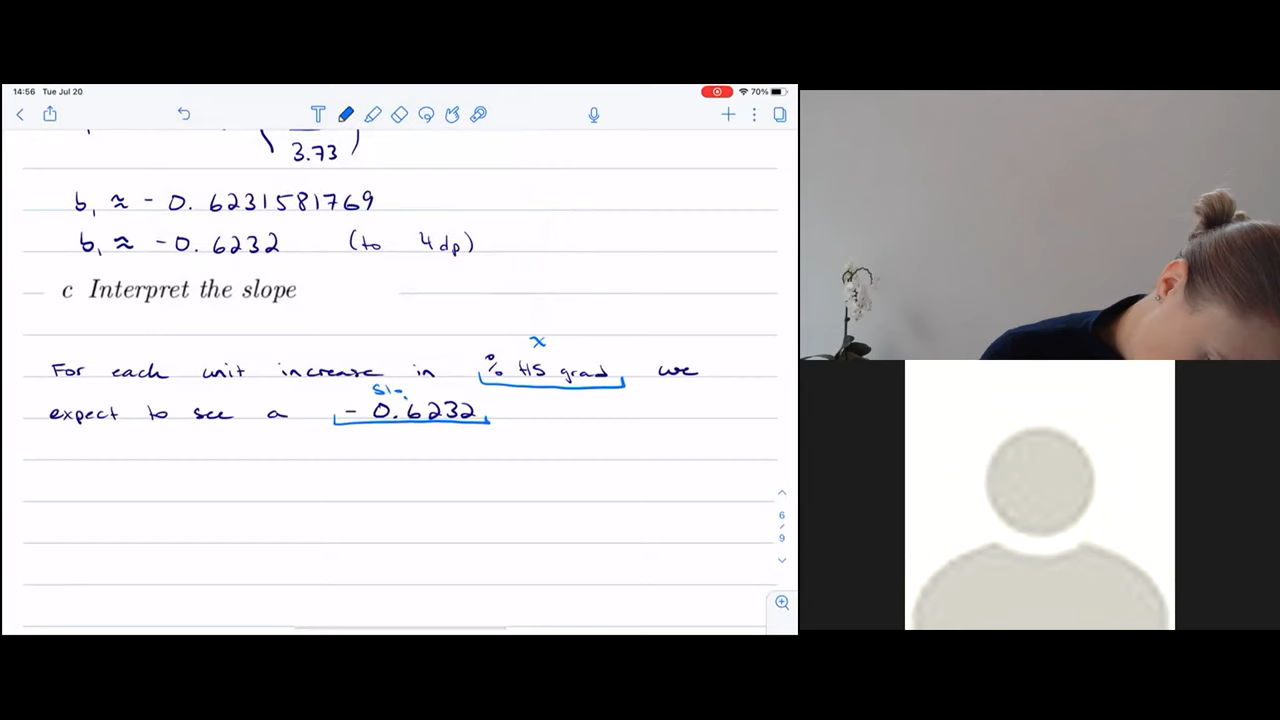 14:56 Tue Jul 20
70%
T
3.73
b₁ ≈ - 0.6231581769
b₁ ≈ -0.6232 (to 4dp)
c Interpret the slope
x
For each unit increase in % HS grad we
slo
expect to see a - 0.6232
6
/
9